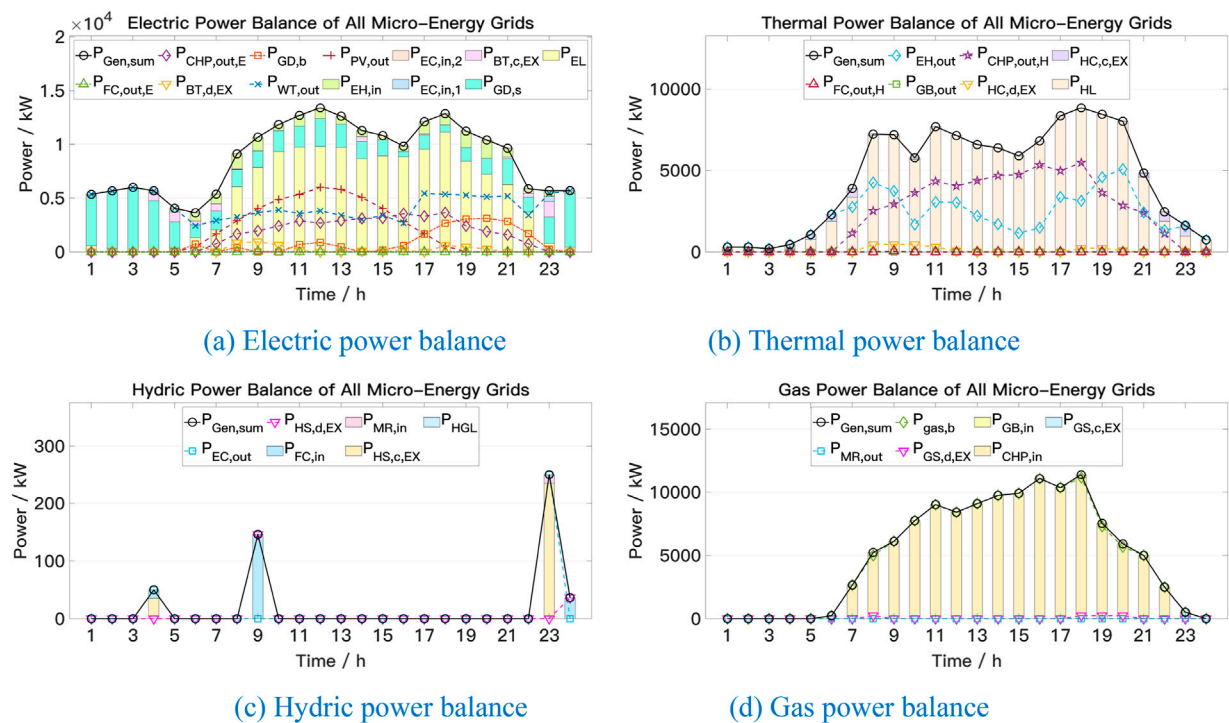 Electric Power Balance of All Micro-Energy Grids
×10⁴
P_Gen,sum P_CHP,out,E P_GD,b P_PV,out P_EC,in,2 P_BT,c,EX P_EL
P_FC,out,E P_BT,d,EX P_WT,out P_EH,in P_EC,in,1 P_GD,s
2
1.5
1
0.5
0
Power / kW
1 3 5 7 9 11 13 15 17 19 21 23
Time / h
(a) Electric power balance
Thermal Power Balance of All Micro-Energy Grids
P_Gen,sum P_EH,out P_CHP,out,H P_HC,c,EX
P_FC,out,H P_GB,out P_HC,d,EX P_HL
10000
5000
0
Power / kW
1 3 5 7 9 11 13 15 17 19 21 23
Time / h
(b) Thermal power balance
Hydric Power Balance of All Micro-Energy Grids
P_Gen,sum P_HS,d,EX P_MR,in P_HGL
P_EC,out P_FC,in P_HS,c,EX
300
200
100
0
Power / kW
1 3 5 7 9 11 13 15 17 19 21 23
Time / h
(c) Hydric power balance
Gas Power Balance of All Micro-Energy Grids
P_Gen,sum P_gas,b P_GB,in P_GS,c,EX
P_MR,out P_GS,d,EX P_CHP,in
15000
10000
5000
0
Power / kW
1 3 5 7 9 11 13 15 17 19 21 23
Time / h
(d) Gas power balance